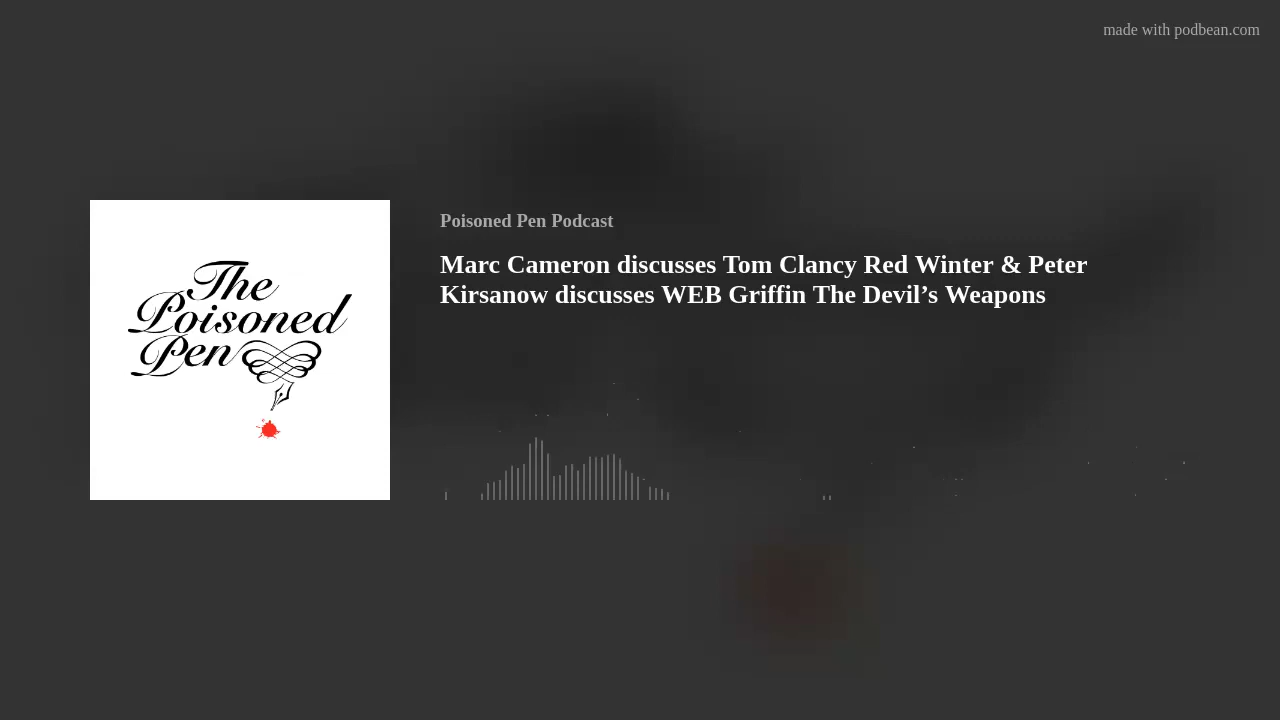 made with podbean.com
The
Poisoned
Pen
Poisoned Pen Podcast
Marc Cameron discusses Tom Clancy Red Winter & Peter
Kirsanow discusses WEB Griffin The Devil’s Weapons